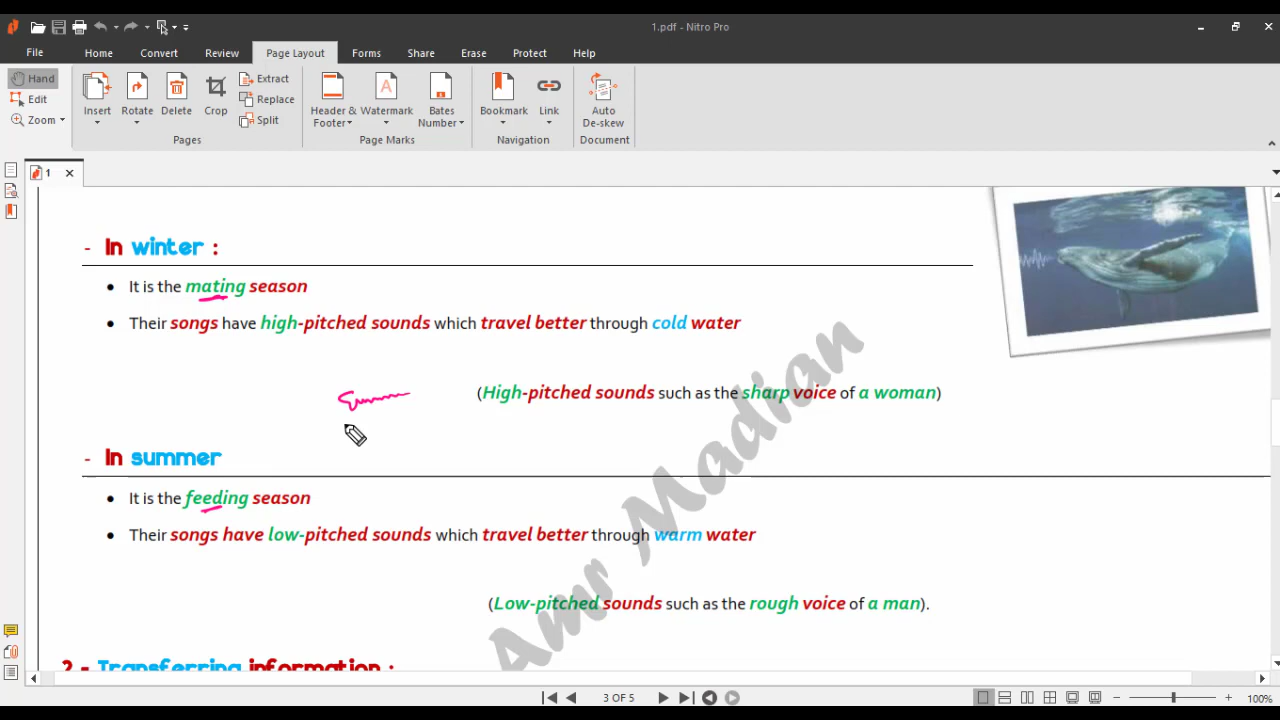 1.pdf - Nitro Pro
File Home Convert Review Page Layout Forms Share Erase Protect Help
Hand
Edit
Zoom
Insert Rotate Delete Crop
Extract
Replace
Split
Pages
Header & Footer Watermark Bates Number
Page Marks
Bookmark Link
Navigation
Auto De-skew
Document
1
- In winter :
• It is the mating season
• Their songs have high-pitched sounds which travel better through cold water
(High-pitched sounds such as the sharp voice of a woman)
- In summer
• It is the feeding season
• Their songs have low-pitched sounds which travel better through warm water
(Low-pitched sounds such as the rough voice of a man).
2 - Transferring information :
Amr Madian
3 OF 5
100%